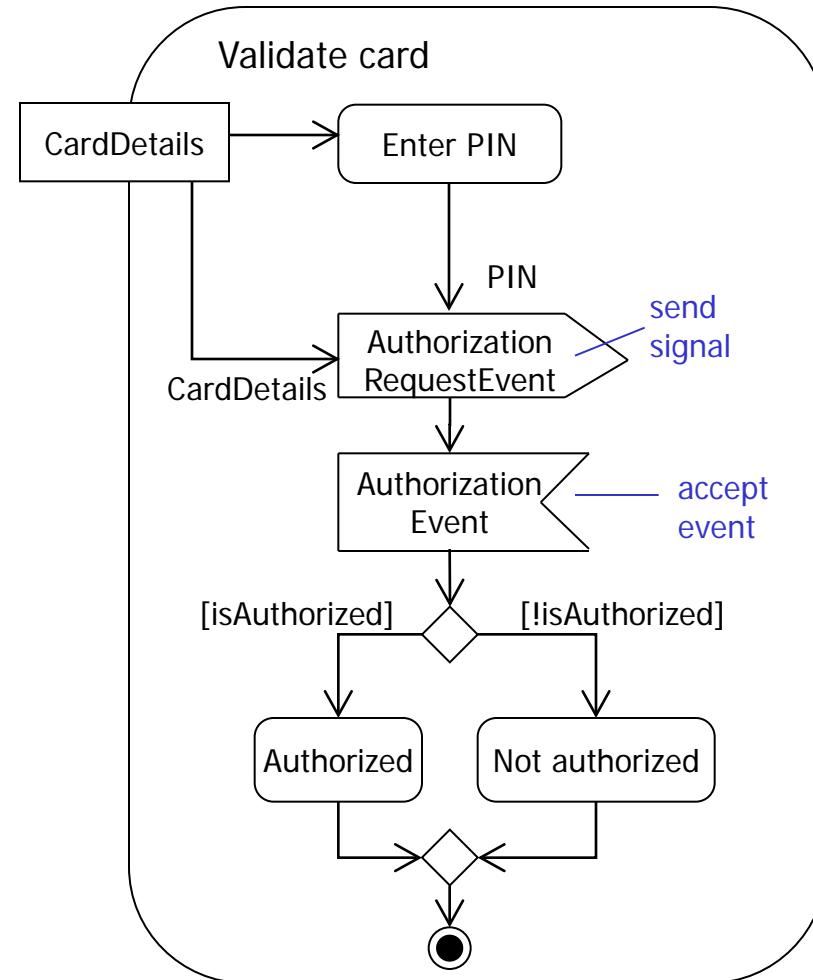 Validate card
CardDetails
Enter PIN
PIN
send
signal
Authorization
RequestEvent
CardDetails
Authorization
Event
accept
event
[isAuthorized]
[!isAuthorized]
Authorized
Not authorized